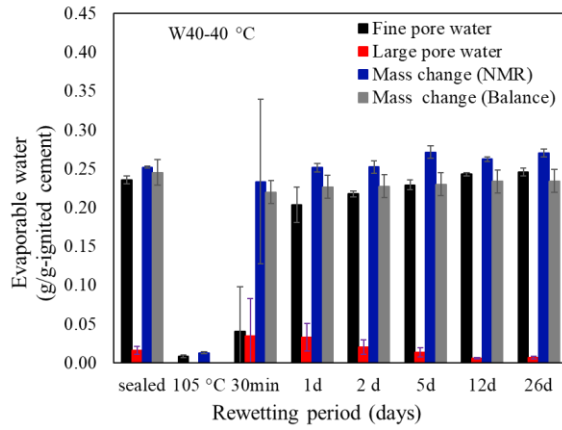 W40-40 °C
Fine pore water
Large pore water
Mass change (NMR)
Mass change (Balance)
Evaporable water
(g/g-ignited cement)
0.45
0.40
0.35
0.30
0.25
0.20
0.15
0.10
0.05
0.00
sealed 105 °C 30min 1d 2 d 5d 12d 26d
Rewetting period (days)